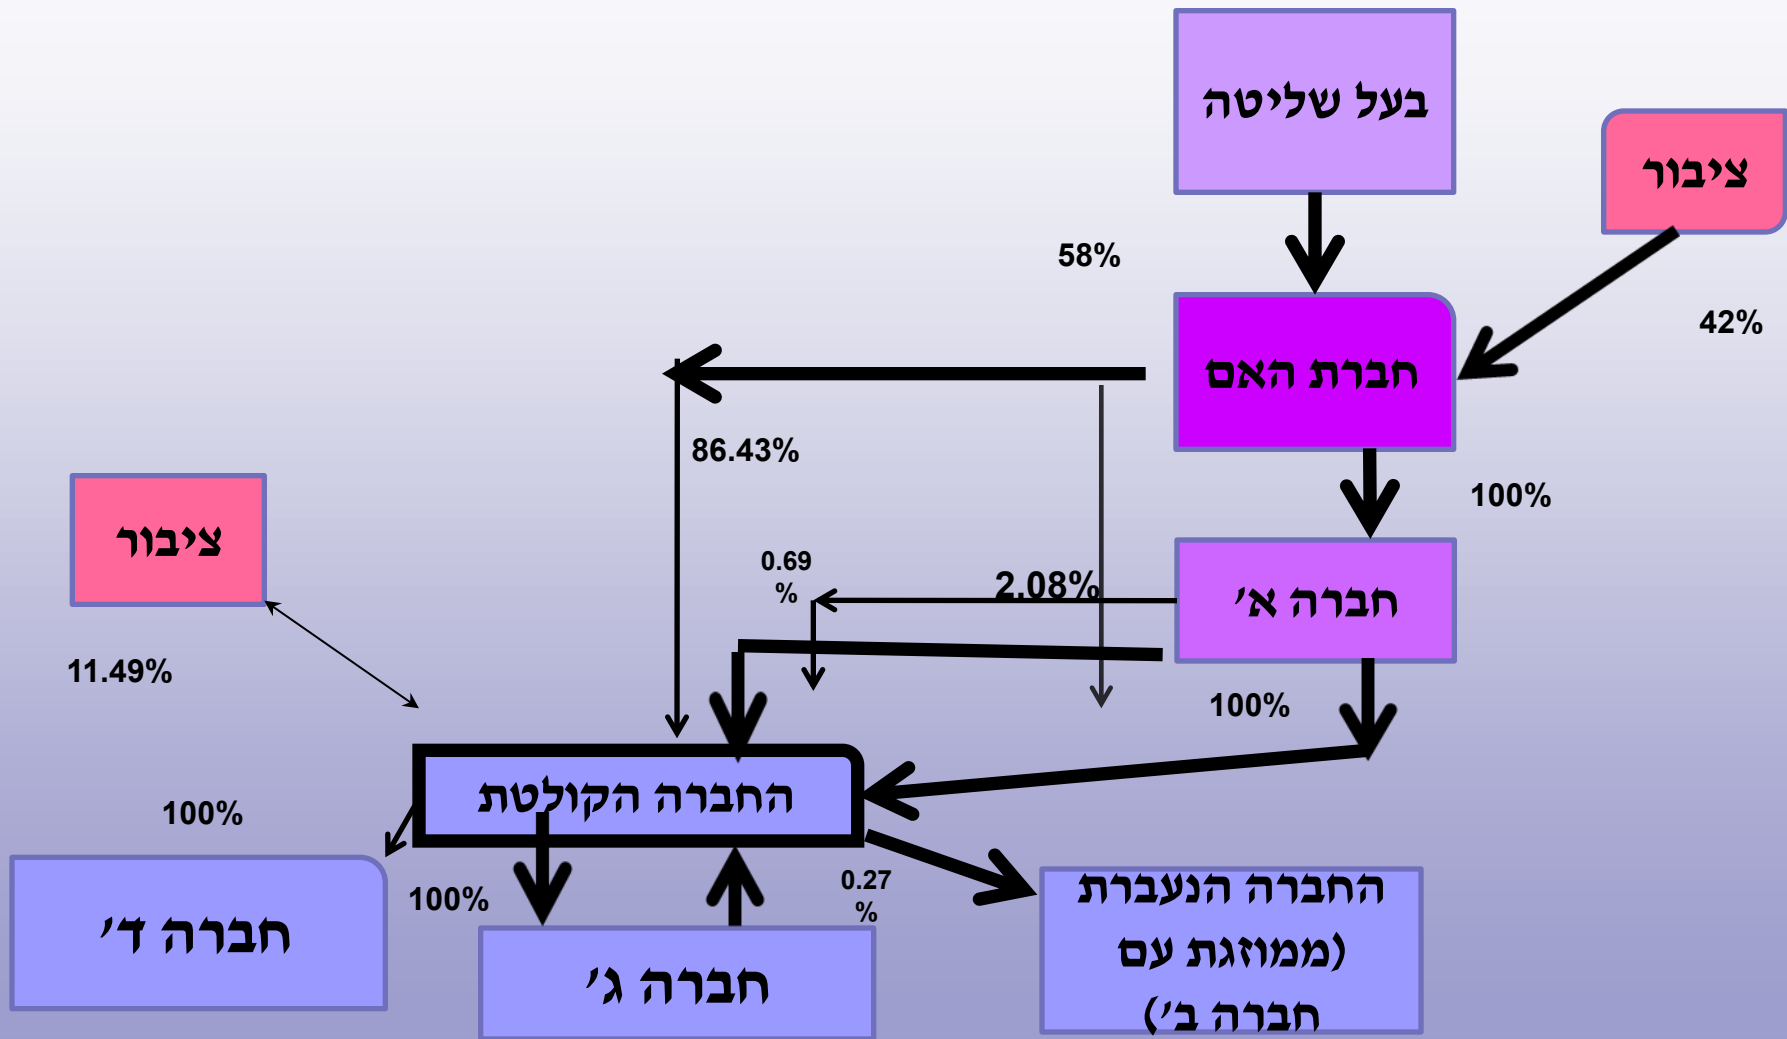 בעל שליטה
ציבור
58%
42%
חברת האם
86.43%
100%
ציבור
0.69
%
2.08%
חברה א'
11.49%
100%
החברה הקולטת
100%
100%
0.27
%
החברה הנעברת
(ממוזגת עם
חברה ב')
חברה ד'
חברה ג'